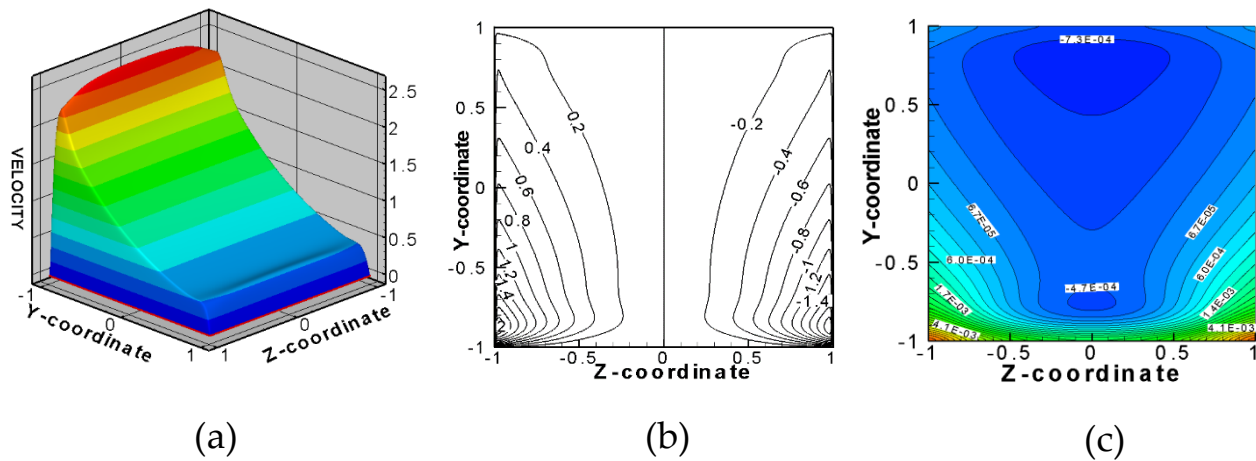 VELOCITY
2.5
2
1.5
1
0.5
0
-1
0
1
Y-coordinate
-1
0
1
Z-coordinate
(a)
Y-coordinate
1
0.5
0
-0.5
-1
0.2
0.4
0.6
0.8
1
1.2
1.4
-0.2
-0.4
-0.6
-0.8
-1
-1.2
-1.4
-1
-0.5
0
0.5
1
Z-coordinate
(b)
Y-coordinate
1
0.5
0
-0.5
-1
-7.3E-04
6.7E-05
6.7E-05
6.0E-04
6.0E-04
-4.7E-04
1.7E-03
1.4E-03
4.1E-03
4.1E-03
-1
-0.5
0
0.5
1
Z-coordinate
(c)